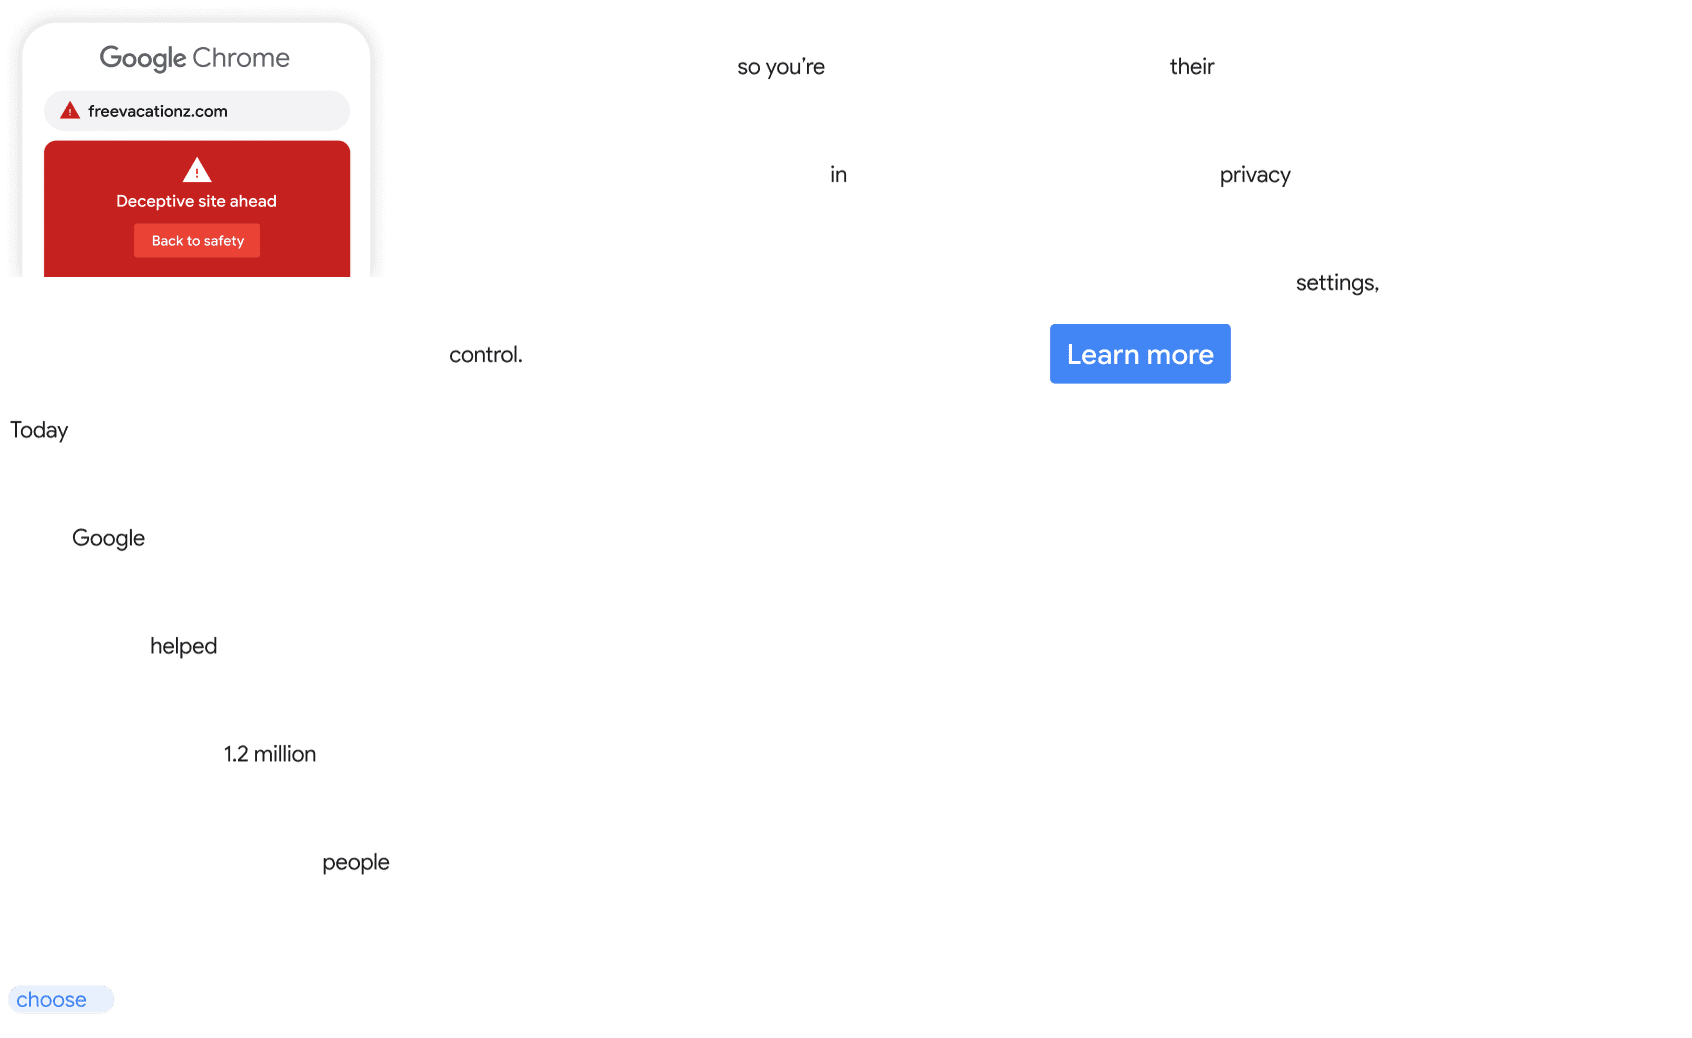 Google Chrome
freevacationz.com
Deceptive site ahead
Back to safety
so you're
in
control.
their
privacy
settings,
Learn more
Today
Google
helped
1.2 million
people
choose